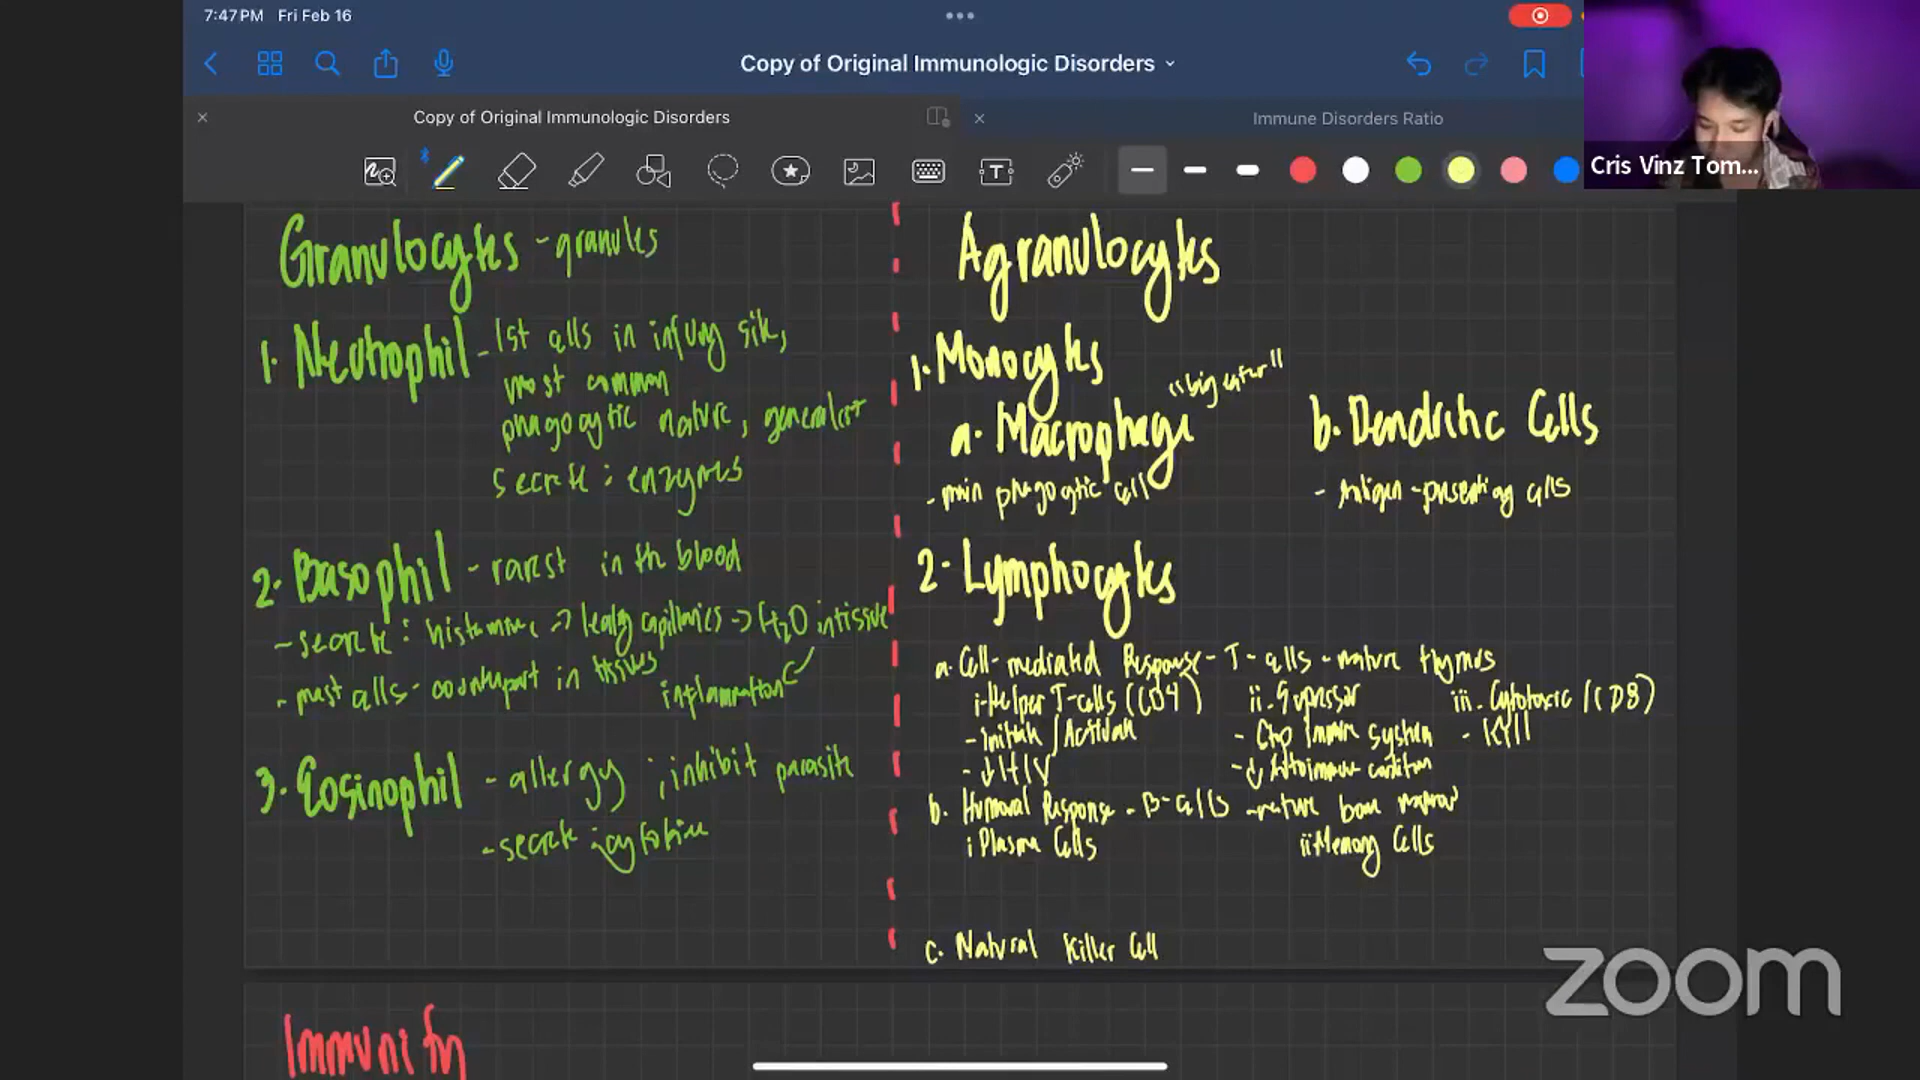 7:47 PM Fri Feb 16
Copy of Original Immunologic Disorders
Copy of Original Immunologic Disorders
Immune Disorders Ratio
Cris Vinz Tom...
Granulocytes - granules
1. Neutrophil - 1st cells in injury site,
most common
phagocytic nature, generalist
secrete : enzymes
2. Basophil - rarest in the blood
- secrete : histamine -> leaky capillaries -> H2O in tissue
- mast cells - counterpart in tissues
inflammation
3. Eosinophil - allergy ; inhibit parasite
- secrete : cytokine
Agranulocytes
1. Monocytes
a. Macrophage "big eater"
- main phagocytic cell
b. Dendritic Cells
- Antigen-presenting cells
2. Lymphocytes
a. Cell-mediated Response - T-cells - mature thymus
i. Helper T-cells (CD4)
- Initiate / Activate
- ↓ HIV
ii. Supressor
- Stop immune system
- ↓ Autoimmune condition
iii. Cytotoxic (CD8)
- Kill
b. Humoral Response - B-cells - mature bone marrow
i Plasma Cells
ii Memory Cells
c. Natural Killer Cell
Immunity
zoom